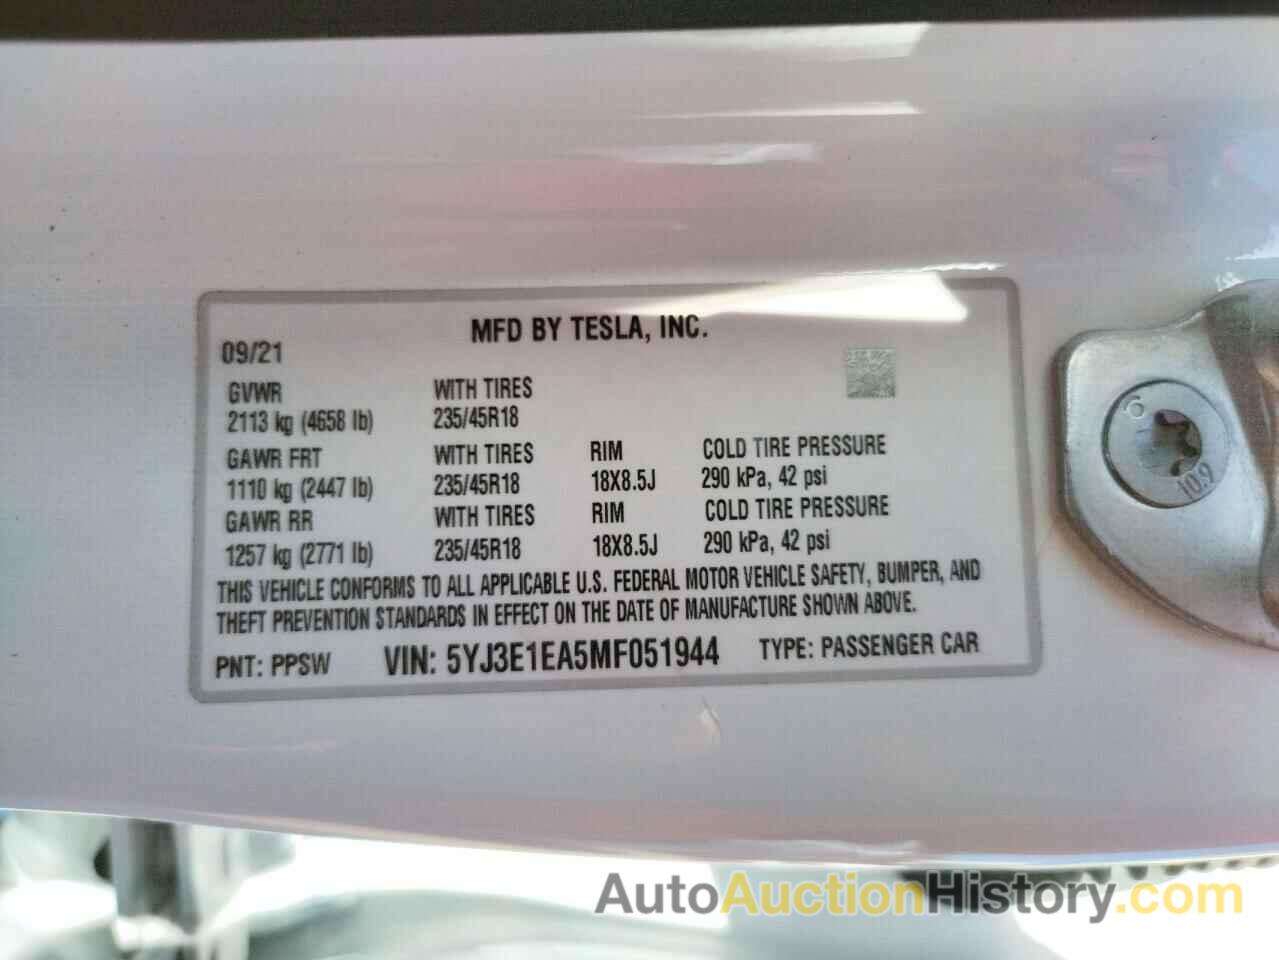 MFD BY TESLA, INC.
09/21
GVWR WITH TIRES
2113 kg (4658 lb) 235/45R18
GAWR FRT WITH TIRES RIM COLD TIRE PRESSURE
1110 kg (2447 lb) 235/45R18 18X8.5J 290 kPa, 42 psi
GAWR RR WITH TIRES RIM COLD TIRE PRESSURE
1257 kg (2771 lb) 235/45R18 18X8.5J 290 kPa, 42 psi
THIS VEHICLE CONFORMS TO ALL APPLICABLE U.S. FEDERAL MOTOR VEHICLE SAFETY, BUMPER, AND
THEFT PREVENTION STANDARDS IN EFFECT ON THE DATE OF MANUFACTURE SHOWN ABOVE.
PNT: PPSW VIN: 5YJ3E1EA5MF051944 TYPE: PASSENGER CAR
6
10.9
AutoAuctionHistory.com